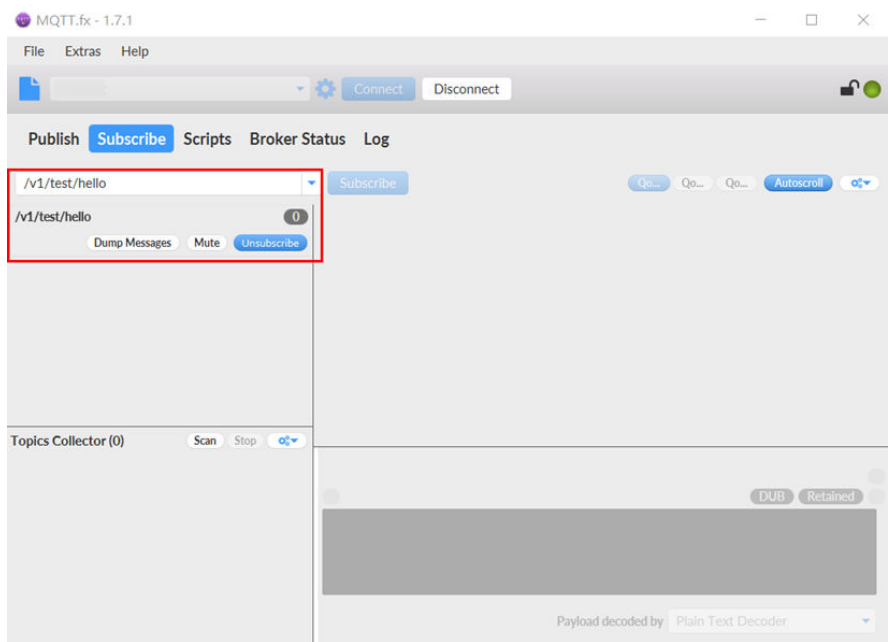 MQTT.fx - 1.7.1
File Extras Help
Connect Disconnect
Publish Subscribe Scripts Broker Status Log
/v1/test/hello Subscribe Qo... Qo... Qo... Autoscroll
/v1/test/hello 0
Dump Messages Mute Unsubscribe
Topics Collector (0) Scan Stop
DUB Retained
Payload decoded by Plain Text Decoder